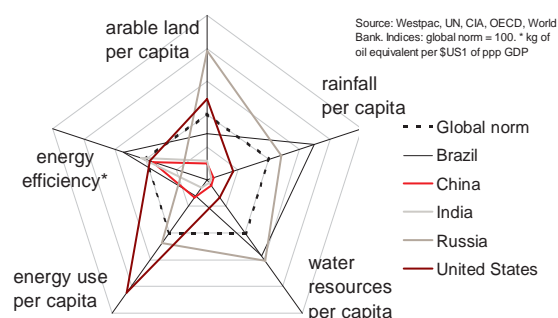 arable land
per capita
Source: Westpac, UN, CIA, OECD, World
Bank. Indices: global norm = 100. * kg of
oil equivalent per $US1 of ppp GDP
rainfall
per capita
Global norm
Brazil
China
India
Russia
United States
energy
efficiency*
energy use
per capita
water
resources
per capita